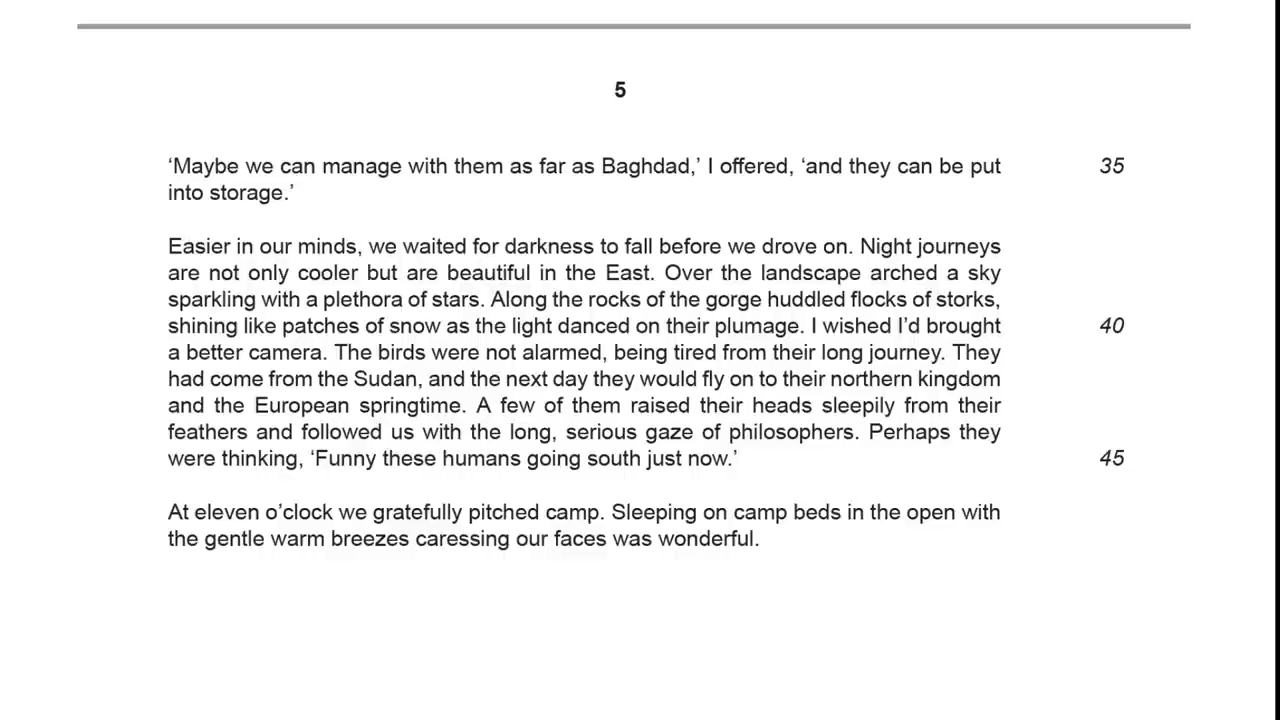 5
‘Maybe we can manage with them as far as Baghdad,’ I offered, ‘and they can be put 35
into storage.’
Easier in our minds, we waited for darkness to fall before we drove on. Night journeys
are not only cooler but are beautiful in the East. Over the landscape arched a sky
sparkling with a plethora of stars. Along the rocks of the gorge huddled flocks of storks,
shining like patches of snow as the light danced on their plumage. I wished I’d brought 40
a better camera. The birds were not alarmed, being tired from their long journey. They
had come from the Sudan, and the next day they would fly on to their northern kingdom
and the European springtime. A few of them raised their heads sleepily from their
feathers and followed us with the long, serious gaze of philosophers. Perhaps they
were thinking, ‘Funny these humans going south just now.’ 45
At eleven o’clock we gratefully pitched camp. Sleeping on camp beds in the open with
the gentle warm breezes caressing our faces was wonderful.